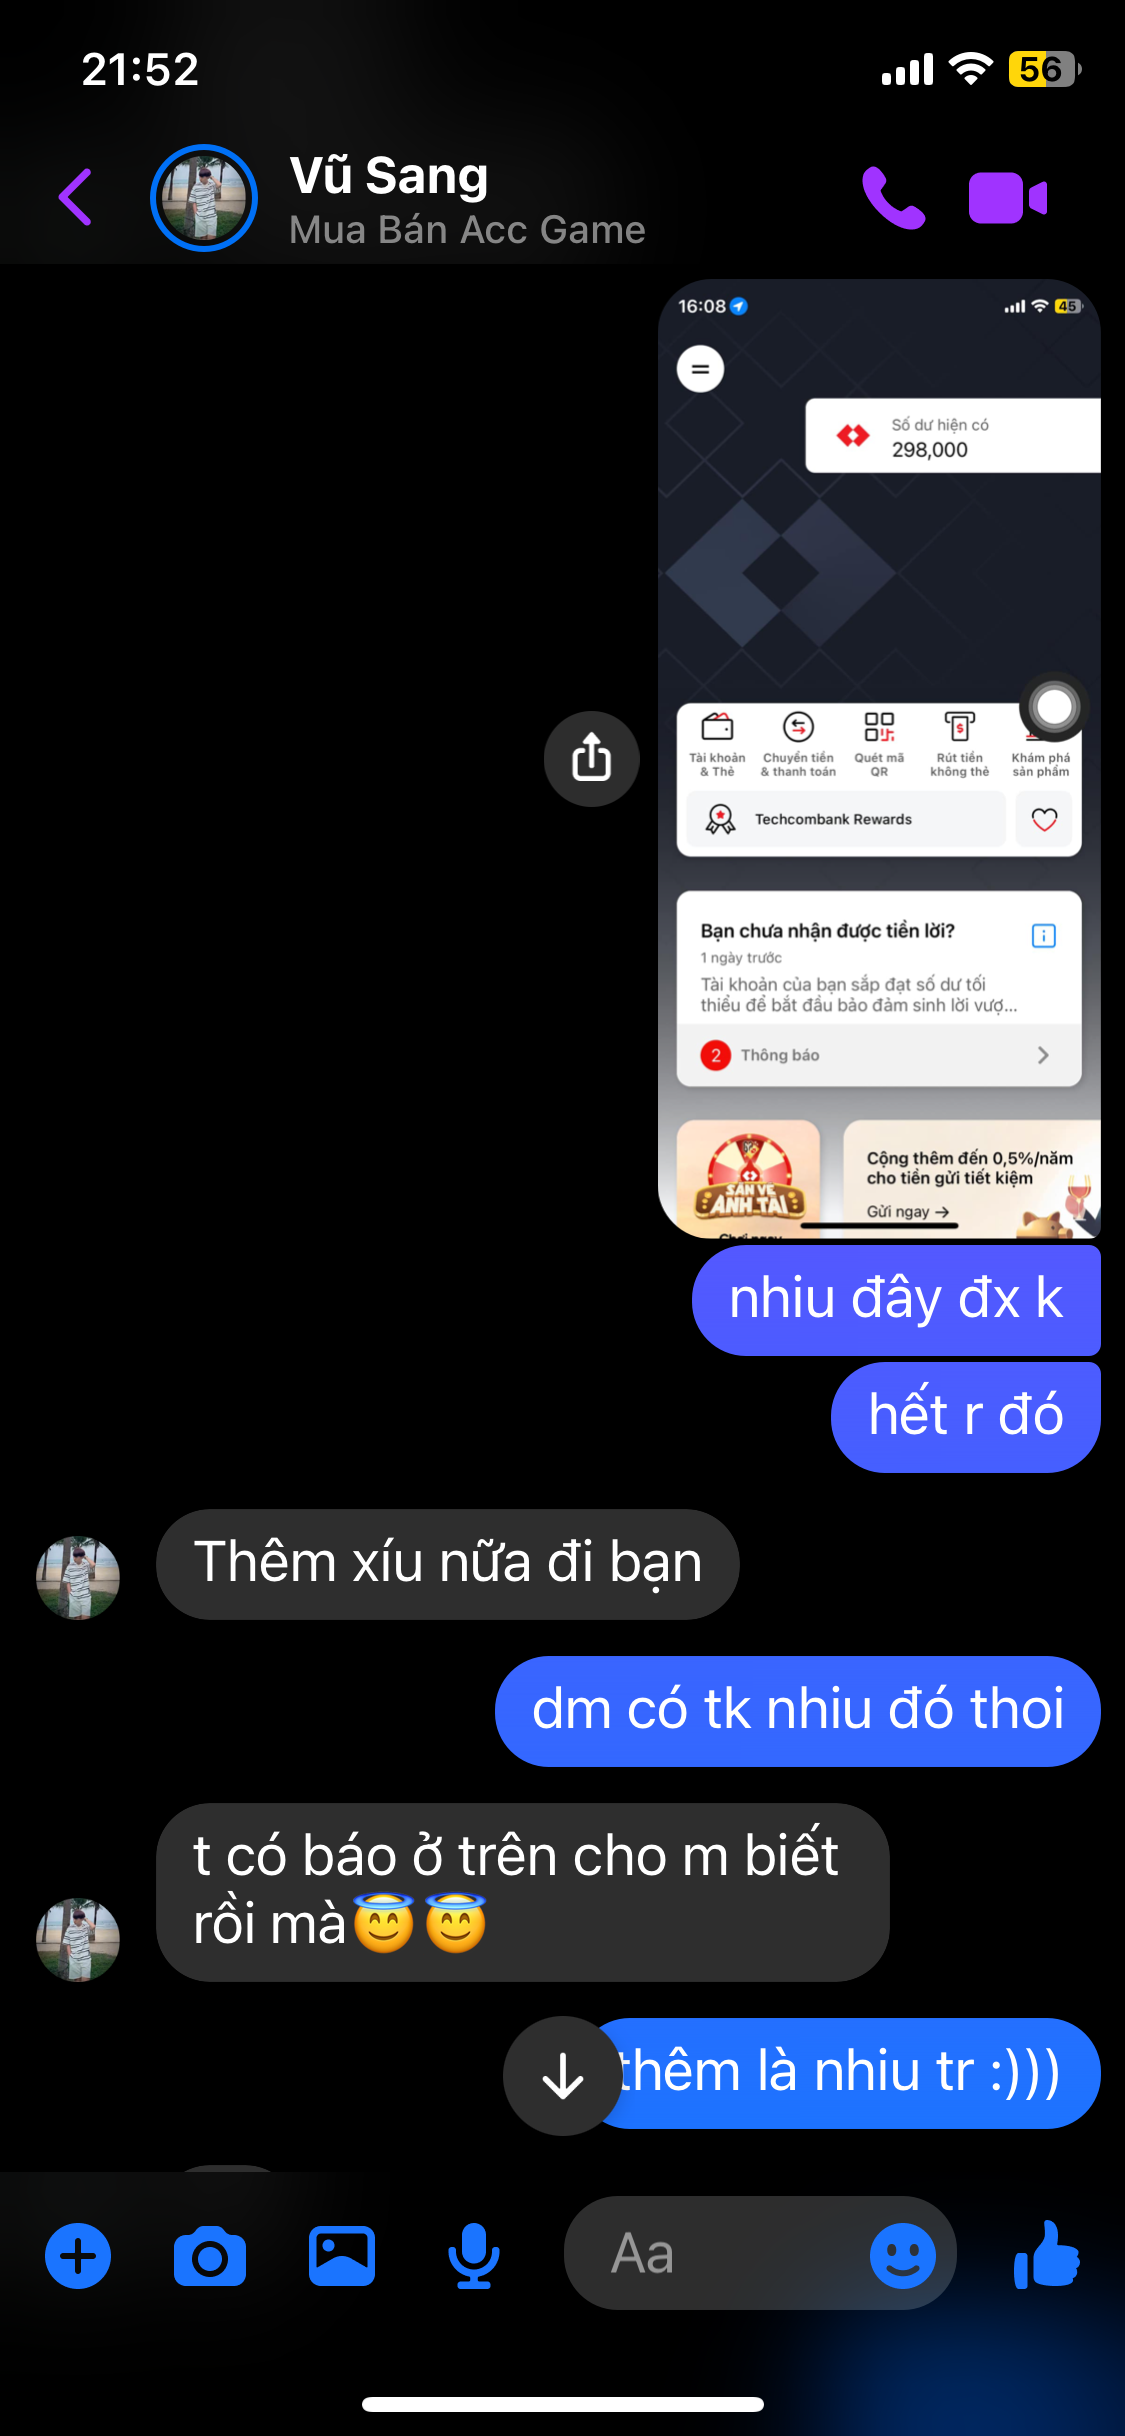 21:52
56
Vũ Sang
Mua Bán Acc Game
16:08
45
Số dư hiện có
298,000
Tài khoản
& Thẻ
Chuyển tiền
& thanh toán
Quét mã
QR
Rút tiền
không thẻ
Khám phá
sản phẩm
Techcombank Rewards
Bạn chưa nhận được tiền lời?
1 ngày trước
Tài khoản của bạn sắp đạt số dư tối
thiểu để bắt đầu bảo đảm sinh lời vượ...
2 Thông báo
SĂN VÉ
ANH TÀI
Chơi ngay
Cộng thêm đến 0,5%/năm
cho tiền gửi tiết kiệm
Gửi ngay →
nhiu đây đx k
hết r đó
Thêm xíu nữa đi bạn
dm có tk nhiu đó thoi
t có báo ở trên cho m biết
rồi mà😇😇
thêm là nhiu tr :)))
Aa